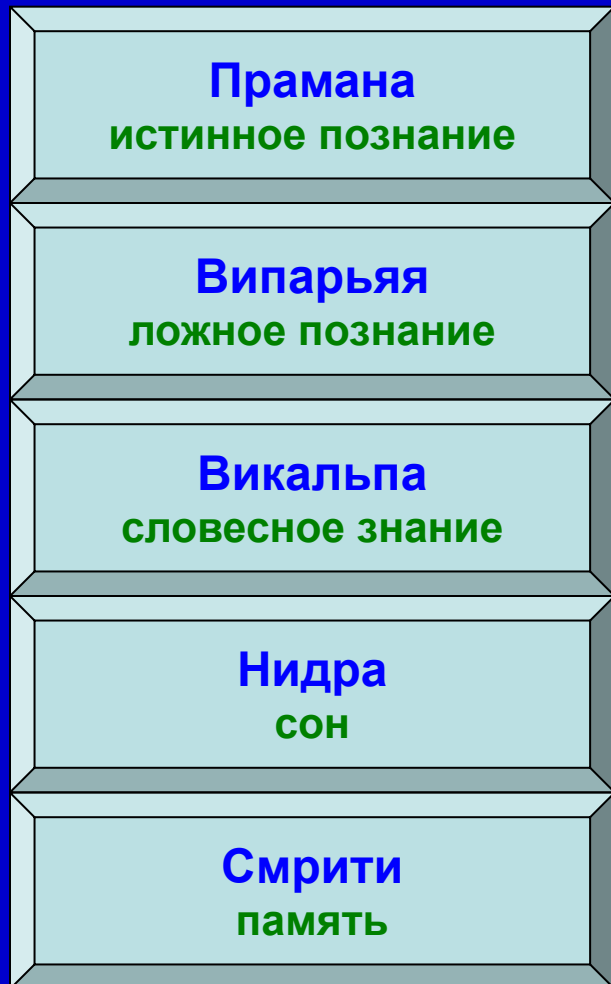 Прамана
истинное познание
Випарьяя
ложное познание
Викальпа
словесное знание
Нидра
сон
Смрити
память